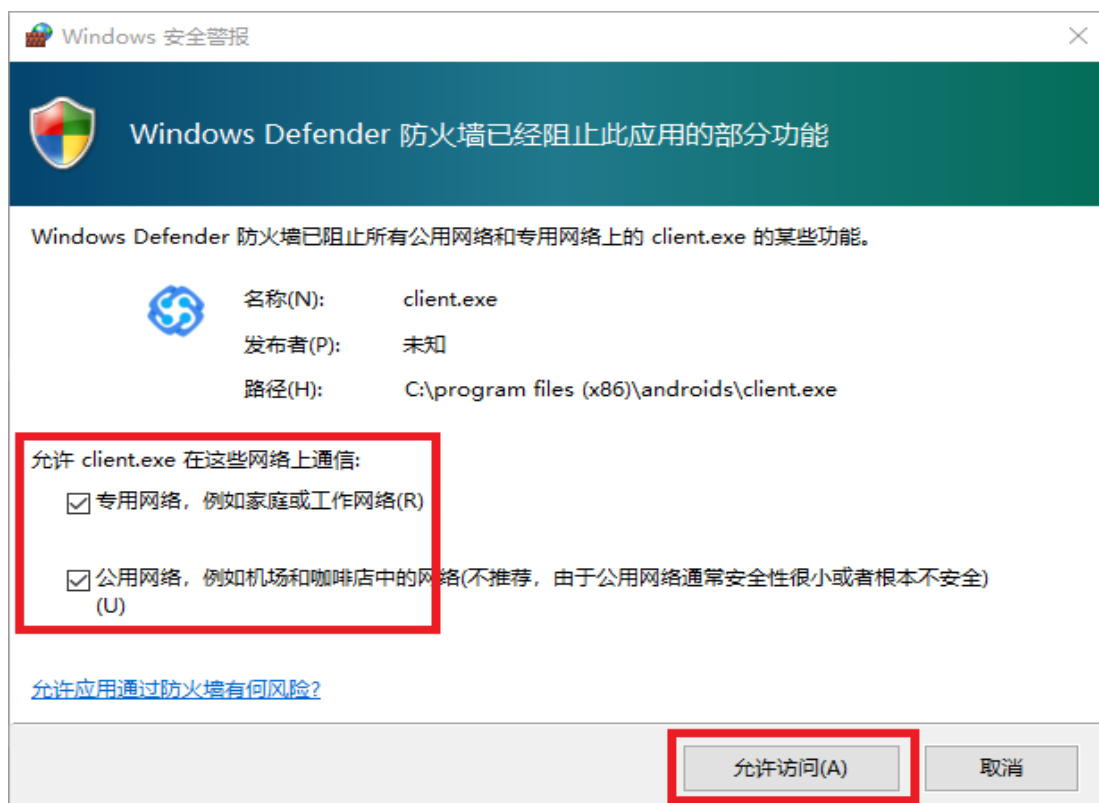 Windows 安全警报
Windows Defender 防火墙已经阻止此应用的部分功能
Windows Defender 防火墙已阻止所有公用网络和专用网络上的 client.exe 的某些功能。
名称(N): client.exe
发布者(P): 未知
路径(H): C:\program files (x86)\androids\client.exe
允许 client.exe 在这些网络上通信:
专用网络，例如家庭或工作网络(R)
公用网络，例如机场和咖啡店中的网络(不推荐，由于公用网络通常安全性很小或者根本不安全)
(U)
允许应用通过防火墙有何风险?
允许访问(A) 取消